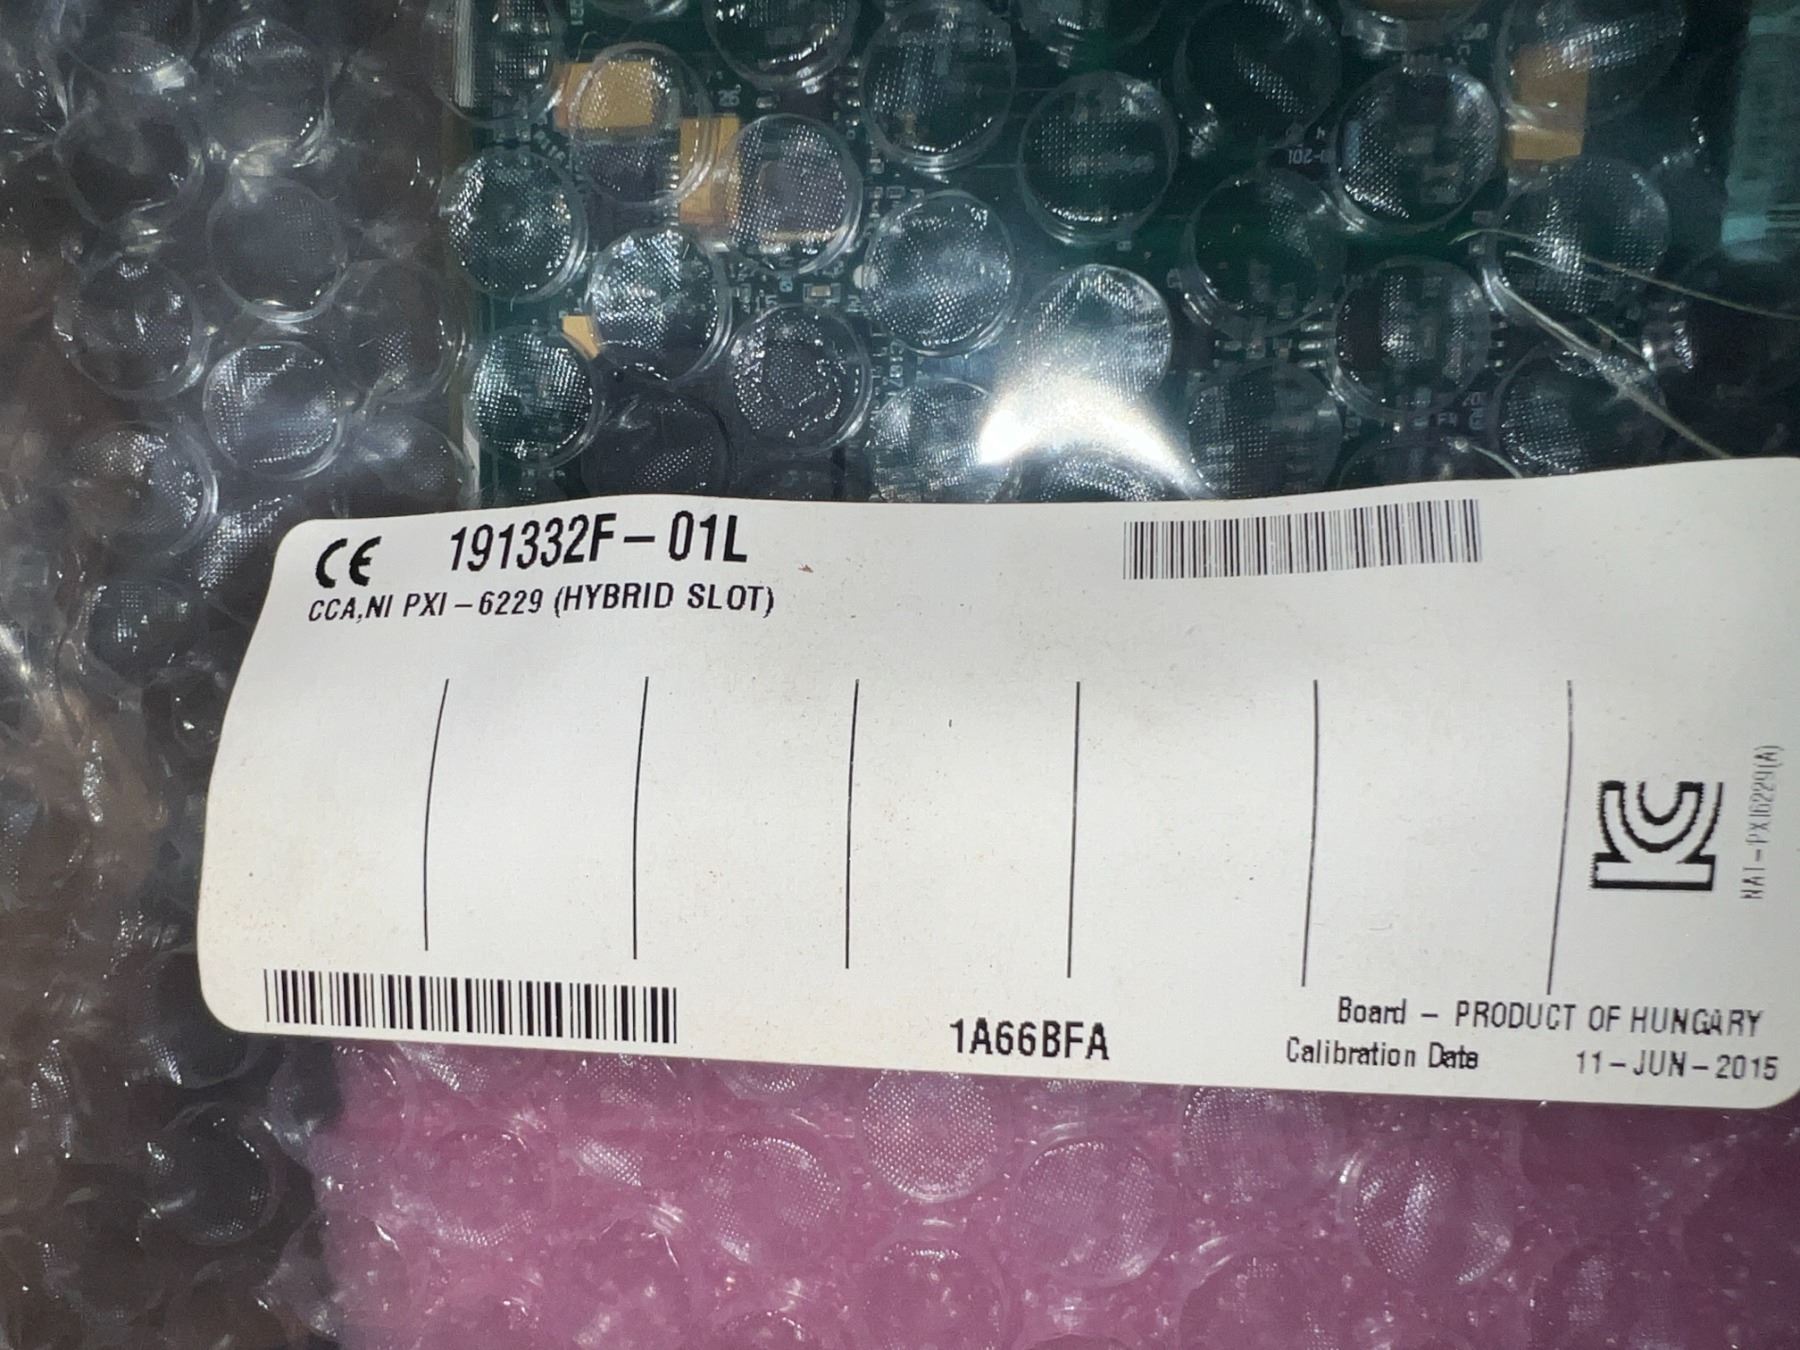 CE 191332F-01L
CCA,NI PXI-6229 (HYBRID SLOT)
NAT-PXI6229(A)
1A66BFA
Board - PRODUCT OF HUNGARY
Calibration Date 11-JUN-2015